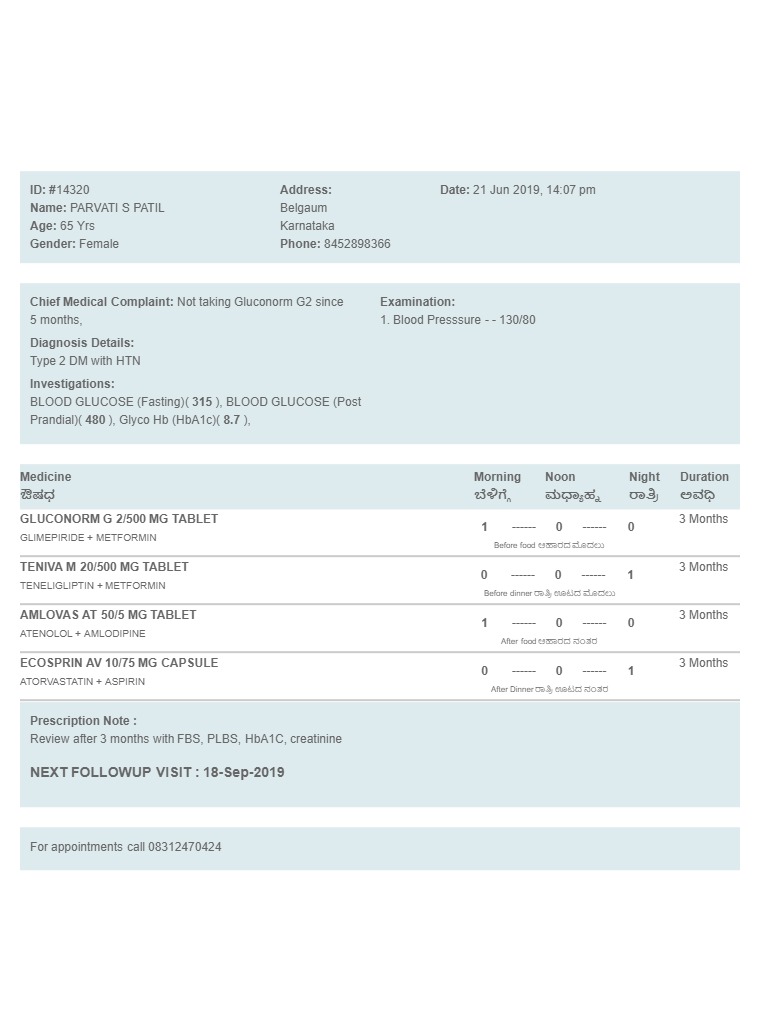 ID: #14320
Name: PARVATI S PATIL
Age: 65 Yrs
Gender: Female
Address:
Belgaum
Karnataka
Phone: 8452898366
Date: 21 Jun 2019, 14:07 pm
Chief Medical Complaint: Not taking Gluconorm G2 since
5 months,
Diagnosis Details:
Type 2 DM with HTN
Investigations:
BLOOD GLUCOSE (Fasting)( 315 ), BLOOD GLUCOSE (Post
Prandial)( 480 ), Glyco Hb (HbA1c)( 8.7 ),
Examination:
1. Blood Presssure - - 130/80
Medicine Morning Noon Night Duration
ಔಷಧ ಬೆಳಿಗ್ಗೆ ಮಧ್ಯಾಹ್ನ ರಾತ್ರಿ ಅವಧಿ
GLUCONORM G 2/500 MG TABLET 1 ------ 0 ------ 0 3 Months
GLIMEPIRIDE + METFORMIN Before food ಆಹಾರದ ಮೊದಲು
TENIVA M 20/500 MG TABLET 0 ------ 0 ------ 1 3 Months
TENELIGLIPTIN + METFORMIN Before dinner ರಾತ್ರಿ ಊಟದ ಮೊದಲು
AMLOVAS AT 50/5 MG TABLET 1 ------ 0 ------ 0 3 Months
ATENOLOL + AMLODIPINE After food ಆಹಾರದ ನಂತರ
ECOSPRIN AV 10/75 MG CAPSULE 0 ------ 0 ------ 1 3 Months
ATORVASTATIN + ASPIRIN After Dinner ರಾತ್ರಿ ಊಟದ ನಂತರ
Prescription Note :
Review after 3 months with FBS, PLBS, HbA1C, creatinine
NEXT FOLLOWUP VISIT : 18-Sep-2019
For appointments call 08312470424